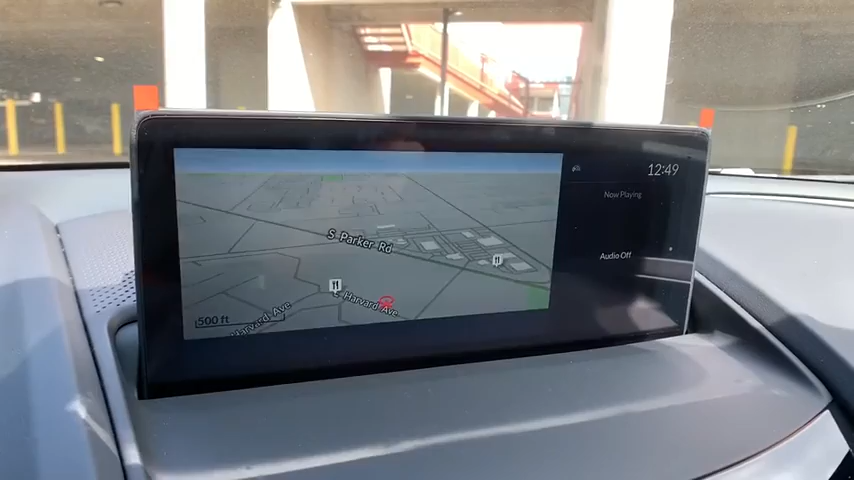 12:49
Now Playing
S Parker Rd
Audio Off
E Harvard Ave
Harvard Ave
500 ft